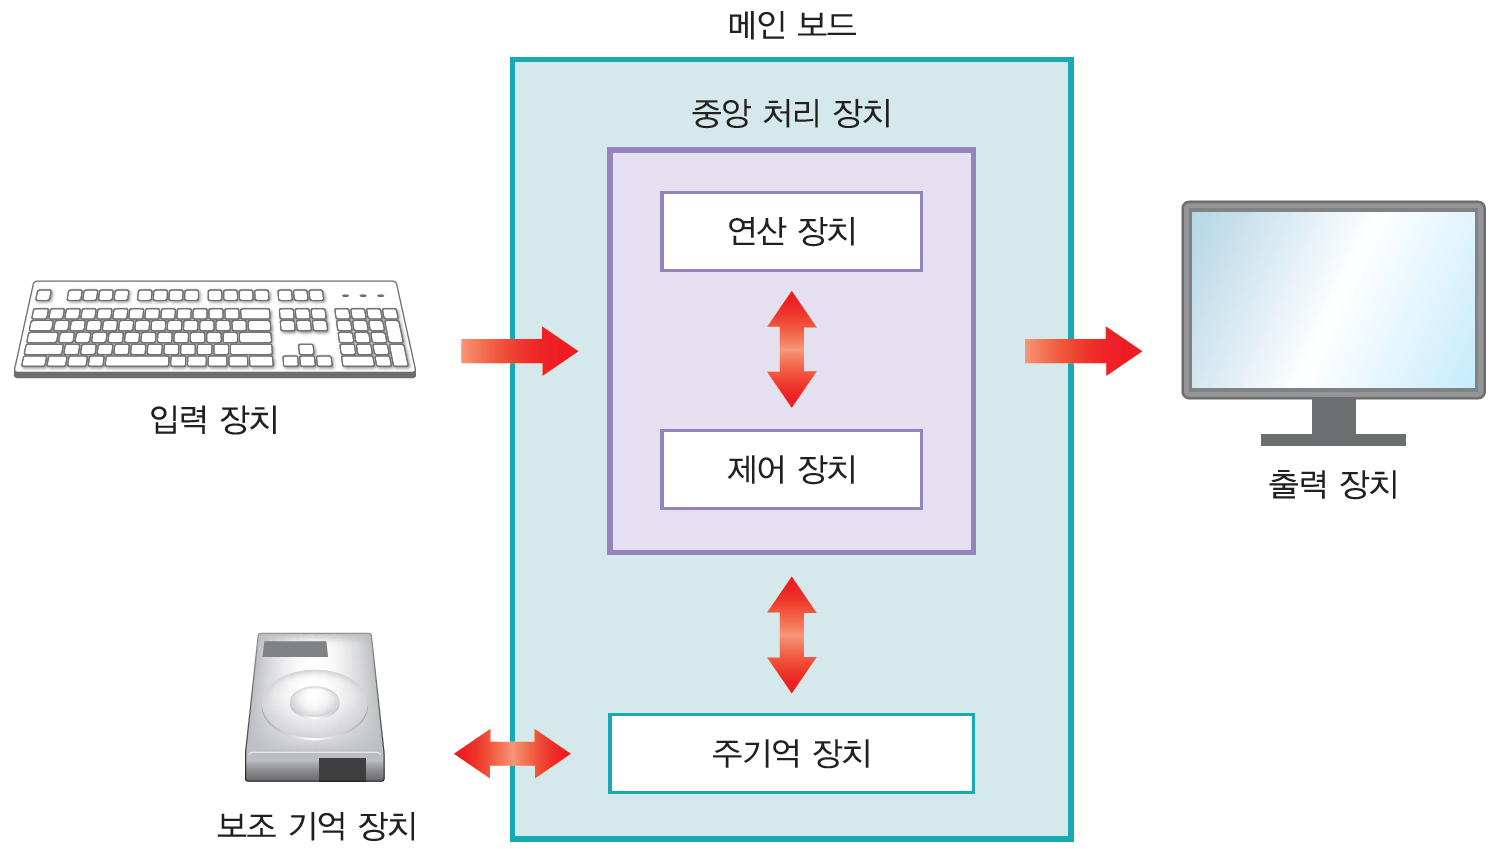 메인 보드
중앙 처리 장치
연산 장치
제어 장치
입력 장치
출력 장치
주기억 장치
보조 기억 장치